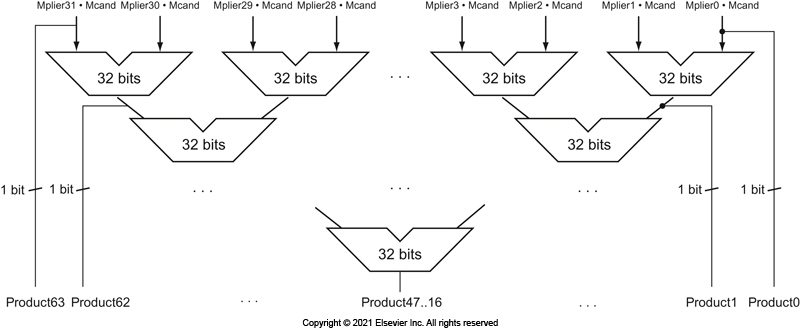 Mplier31 • Mcand Mplier30 • Mcand Mplier29 • Mcand Mplier28 • Mcand Mplier3 • Mcand Mplier2 • Mcand Mplier1 • Mcand Mplier0 • Mcand
32 bits 32 bits . . . 32 bits 32 bits
32 bits 32 bits
1 bit 1 bit . . . . . . . . . 1 bit 1 bit
32 bits
Product63 Product62 . . . Product47..16 . . . Product1 Product0
Copyright © 2021 Elsevier Inc. All rights reserved